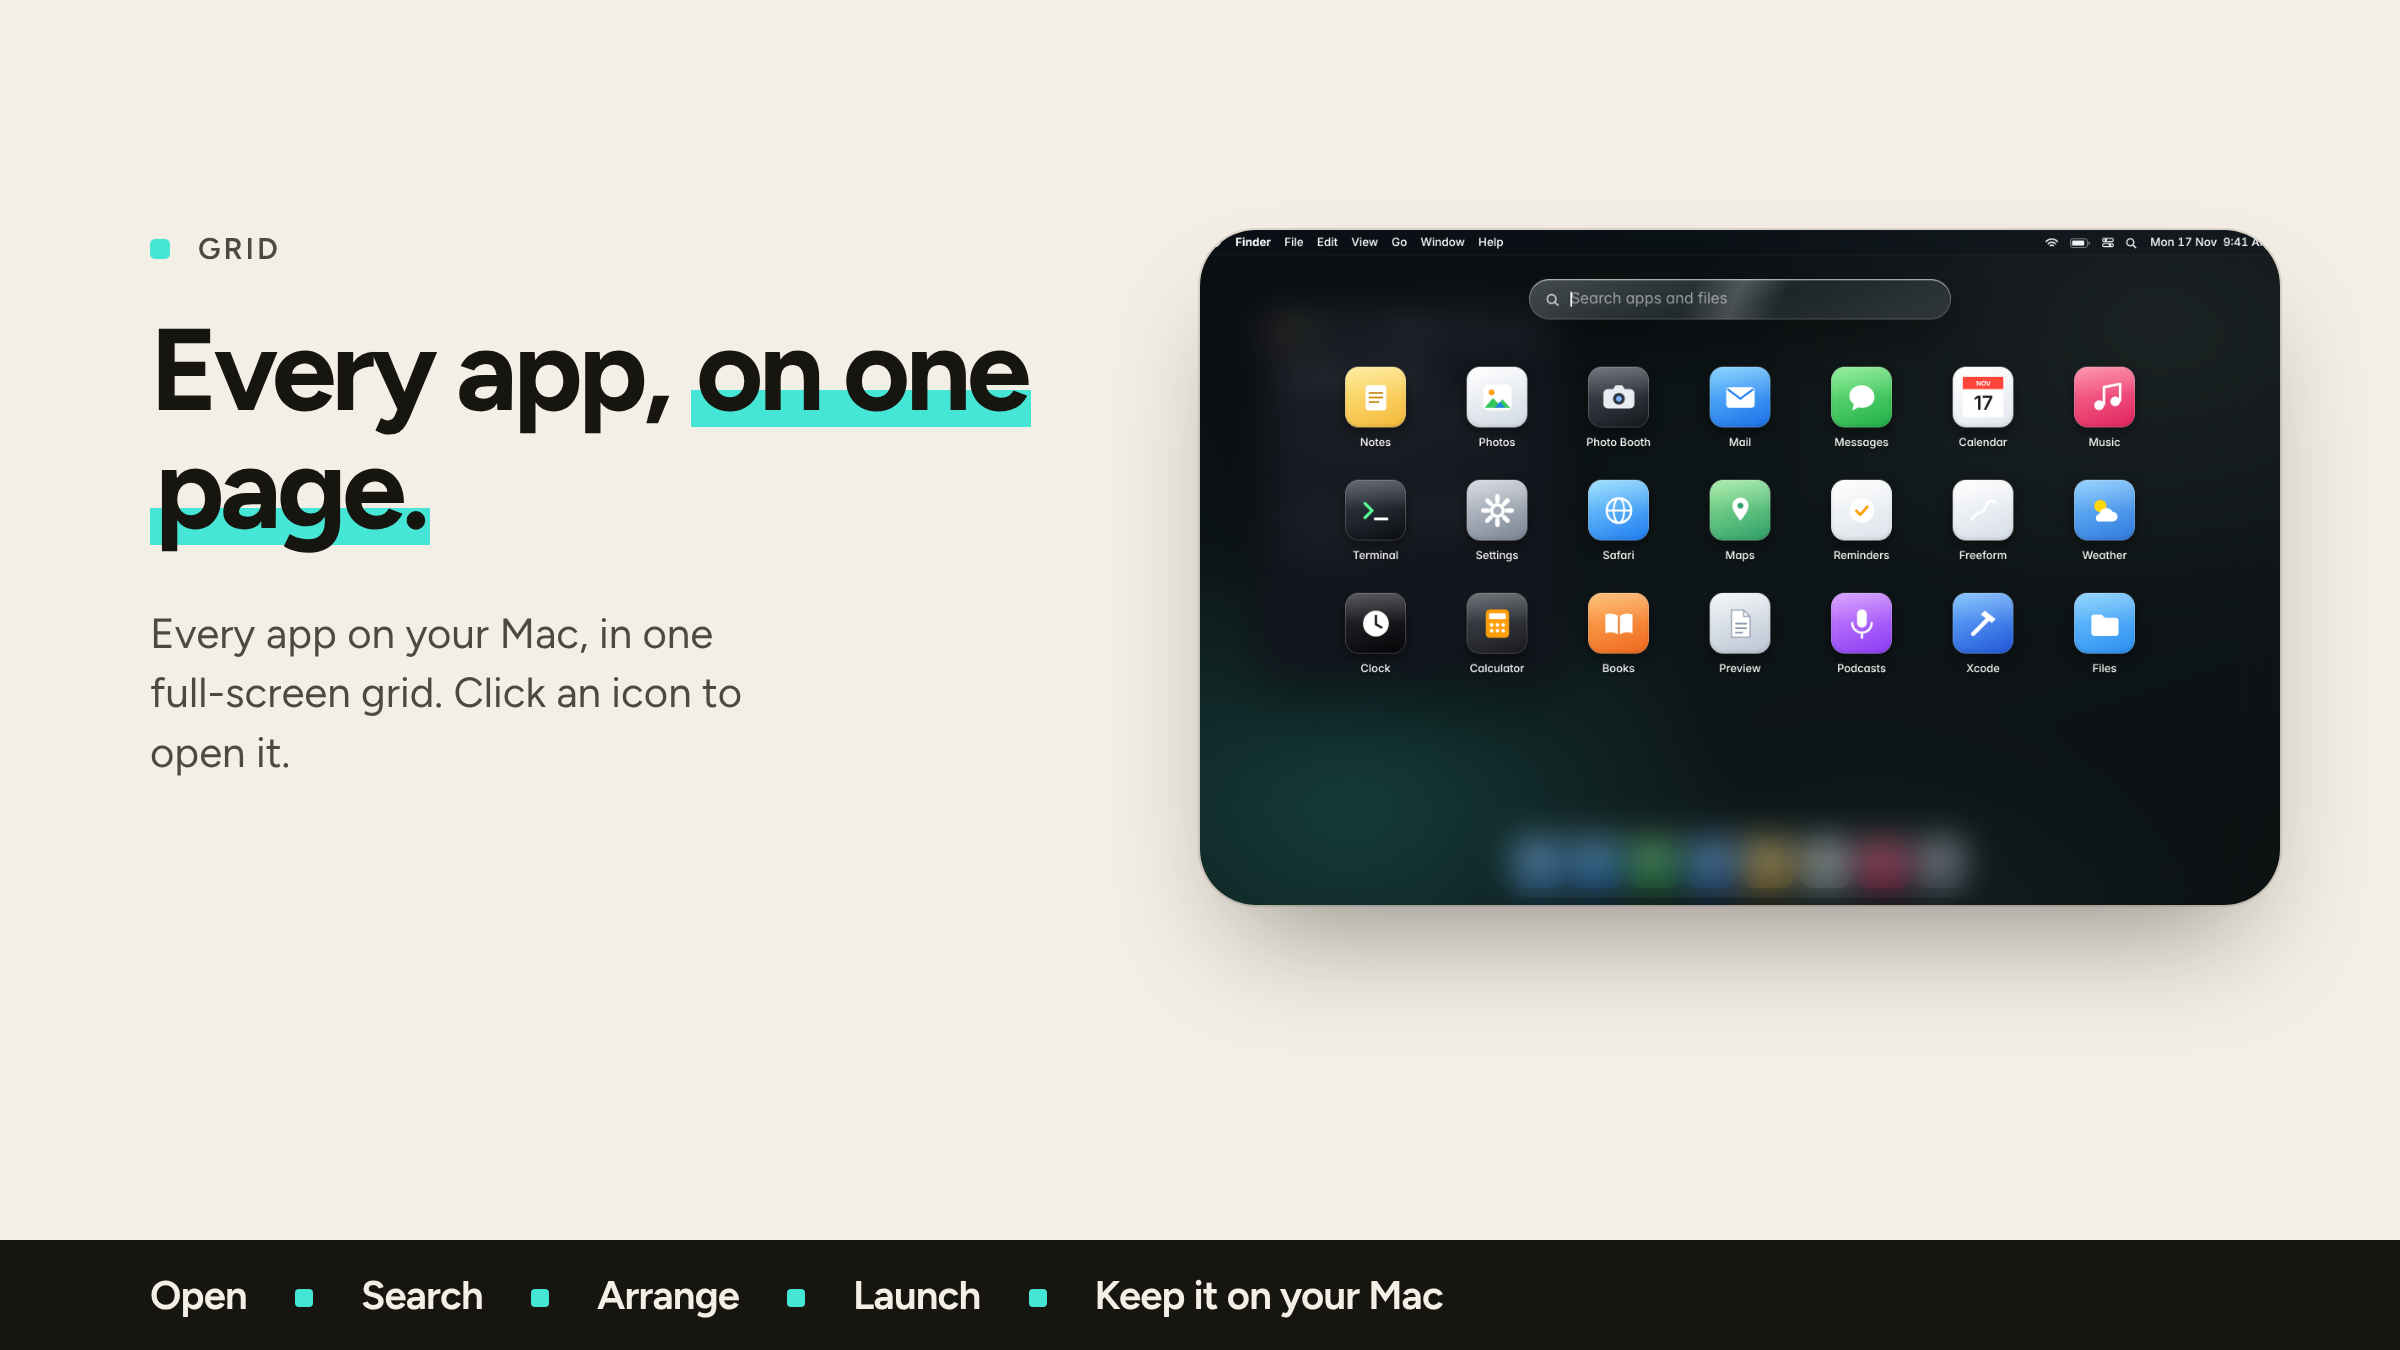 GRID
Every app, on one
page.
Every app on your Mac, in one
full-screen grid. Click an icon to
open it.
Finder File Edit View Go Window Help
Mon 17 Nov 9:41
Search apps and files
NOV
17
Notes Photos Photo Booth Mail Messages Calendar Music
Terminal Settings Safari Maps Reminders Freeform Weather
Clock Calculator Books Preview Podcasts Xcode Files
Open Search Arrange Launch Keep it on your Mac